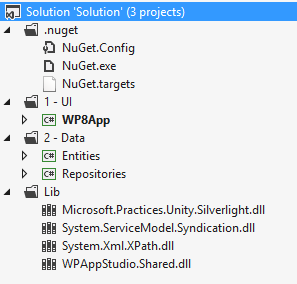 Solution 'Solution' (3 projects)
.nuget
NuGet.Config
NuGet.exe
NuGet.targets
1 - UI
C# WP8App
2 - Data
C# Entities
C# Repositories
Lib
Microsoft.Practices.Unity.Silverlight.dll
System.ServiceModel.Syndication.dll
System.Xml.XPath.dll
WPAppStudio.Shared.dll